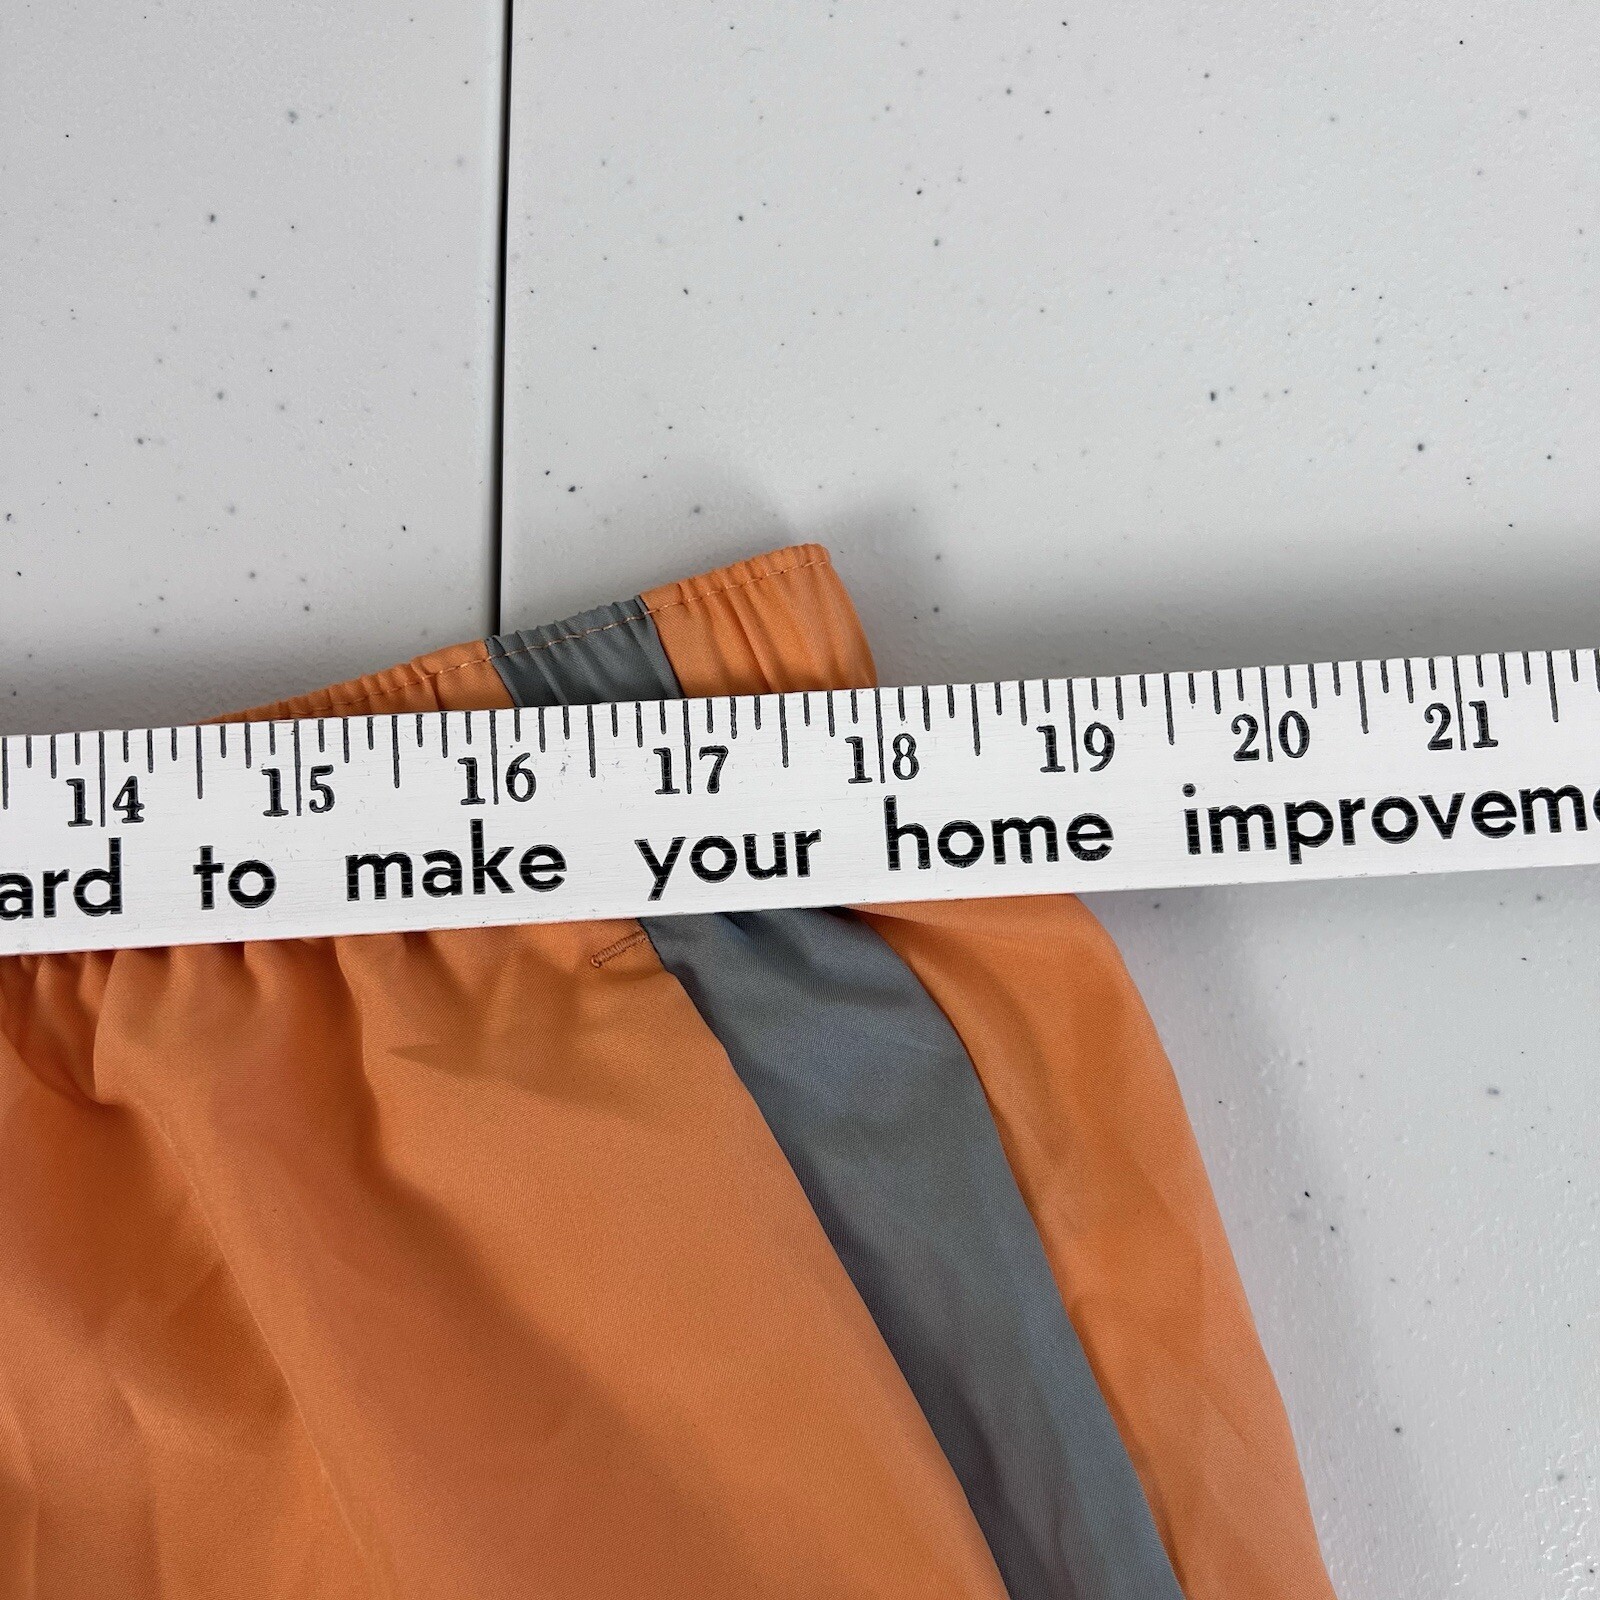 14 15 16 17 18 19 20 21
ard to make your home improveme